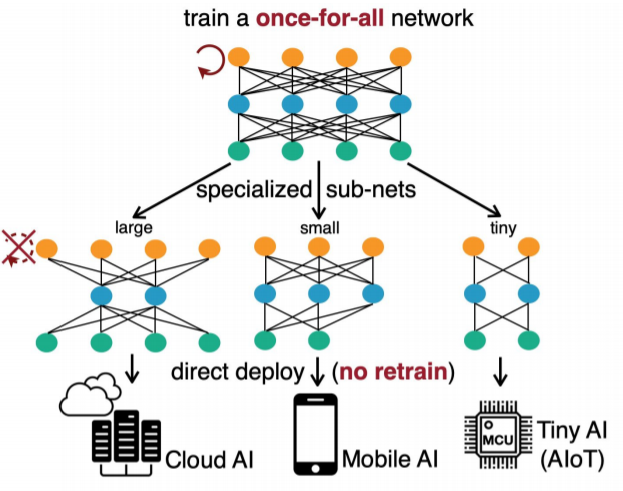 train a once-for-all network
specialized sub-nets
large small tiny
direct deploy (no retrain)
Cloud AI
Mobile AI
MCU
Tiny AI
(AIoT)